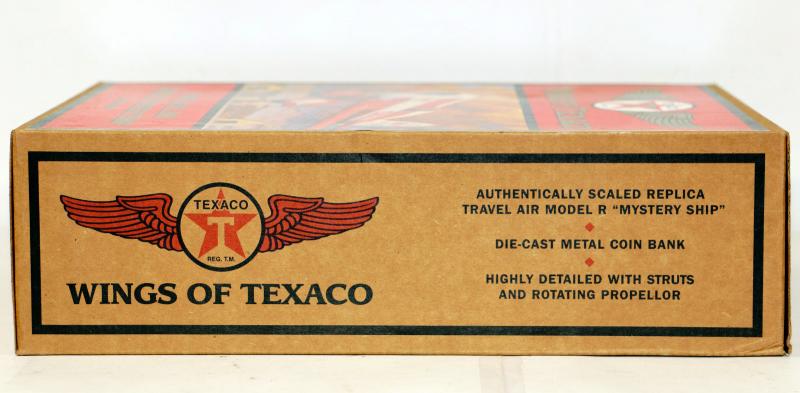 TEXACO
T
REG. T.M.
WINGS OF TEXACO
AUTHENTICALLY SCALED REPLICA
TRAVEL AIR MODEL R "MYSTERY SHIP"
DIE-CAST METAL COIN BANK
HIGHLY DETAILED WITH STRUTS
AND ROTATING PROPELLOR